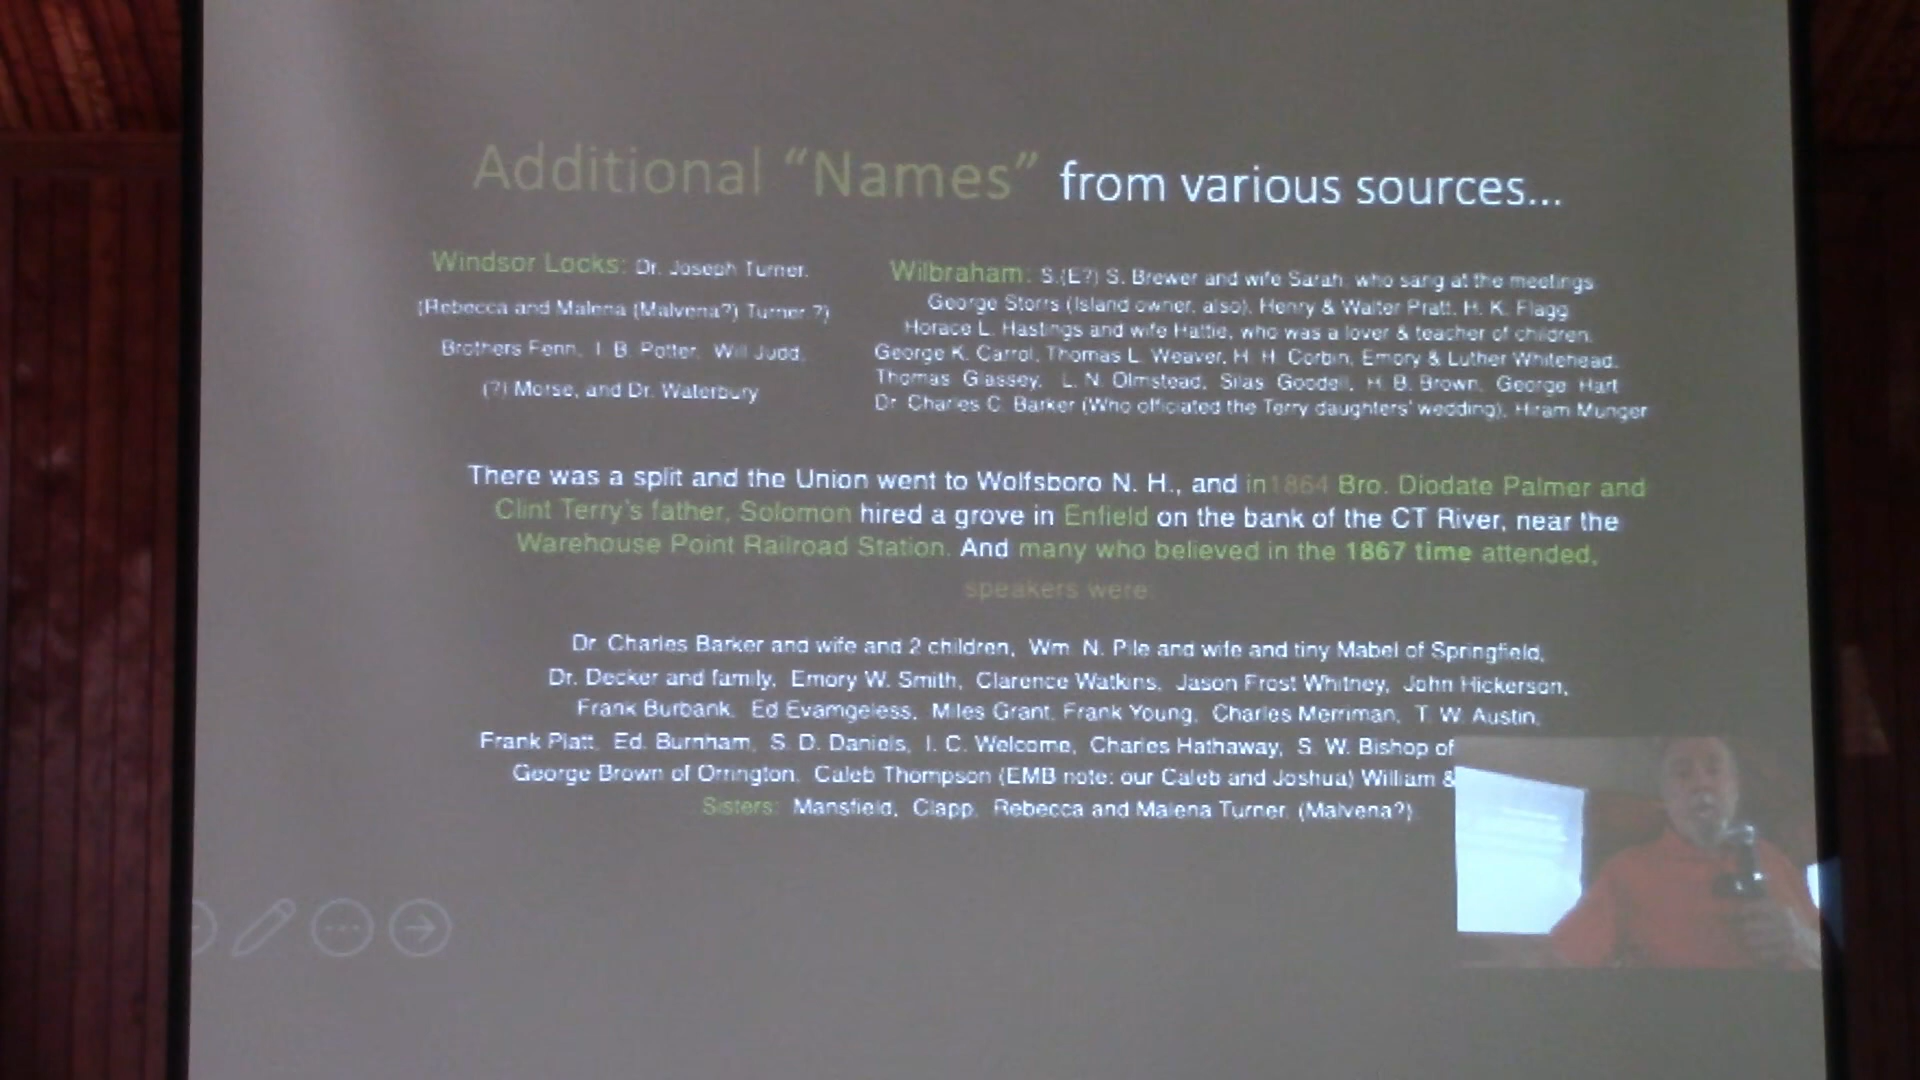 Additional “Names” from various sources...
Windsor Locks: Dr. Joseph Turner.
(Rebecca and Malena (Malvena?) Turner ?)
Brothers Fenn, I. B. Potter, Will Judd,
(?) Morse, and Dr. Waterbury
Wilbraham: S.(E?) S. Brewer and wife Sarah, who sang at the meetings
George Storrs (Island owner, also), Henry & Walter Pratt, H. K. Flagg
Horace L. Hastings and wife Hattie, who was a lover & teacher of children.
George K. Carrol, Thomas L. Weaver, H. H. Corbin, Emory & Luther Whitehead.
Thomas Glassey, L. N. Olmstead, Silas Goodell, H. B. Brown, George Hart
Dr. Charles C. Barker (Who officiated the Terry daughters' wedding), Hiram Munger
There was a split and the Union went to Wolfsboro N. H., and in1864 Bro. Diodate Palmer and
Clint Terry's father, Solomon hired a grove in Enfield on the bank of the CT River, near the
Warehouse Point Railroad Station. And many who believed in the 1867 time attended,
speakers were:
Dr. Charles Barker and wife and 2 children, Wm. N. Pile and wife and tiny Mabel of Springfield,
Dr. Decker and family, Emory W. Smith, Clarence Watkins, Jason Frost Whitney, John Hickerson,
Frank Burbank, Ed Evamgeless, Miles Grant, Frank Young, Charles Merriman, T. W. Austin,
Frank Platt, Ed. Burnham, S. D. Daniels, I. C. Welcome, Charles Hathaway, S. W. Bishop of
George Brown of Orrington, Caleb Thompson (EMB note: our Caleb and Joshua) William &
Sisters: Mansfield, Clapp, Rebecca and Malena Turner (Malvena?)